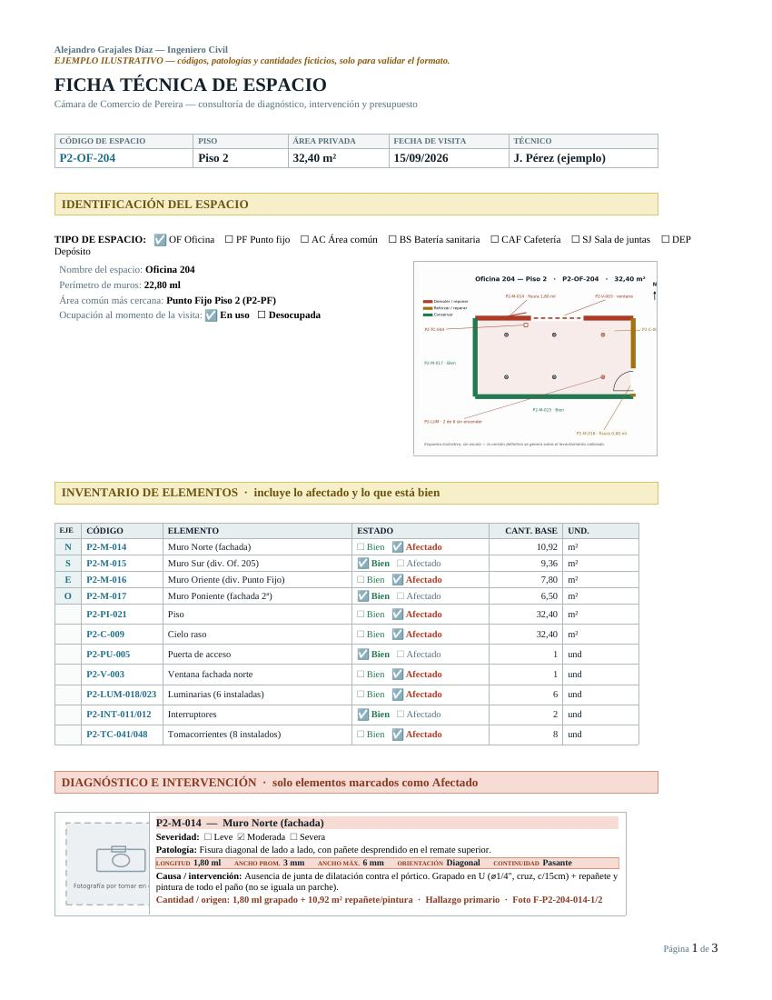 Alejandro Grajales Díaz — Ingeniero Civil
EJEMPLO ILUSTRATIVO — códigos, patologías y cantidades ficticios, solo para validar el formato.
FICHA TÉCNICA DE ESPACIO
Cámara de Comercio de Pereira — consultoría de diagnóstico, intervención y presupuesto
CÓDIGO DE ESPACIO PISO ÁREA PRIVADA FECHA DE VISITA TÉCNICO
P2-OF-204 Piso 2 32,40 m² 15/09/2026 J. Pérez (ejemplo)
IDENTIFICACIÓN DEL ESPACIO
TIPO DE ESPACIO: ☑ OF Oficina ☐ PF Punto fijo ☐ AC Área común ☐ BS Batería sanitaria ☐ CAF Cafetería ☐ SJ Sala de juntas ☐ DEP
Depósito
Nombre del espacio: Oficina 204
Perímetro de muros: 22,80 ml
Área común más cercana: Punto Fijo Piso 2 (P2-PF)
Ocupación al momento de la visita: ☑ En uso ☐ Desocupada
Oficina 204 — Piso 2 · P2-OF-204 · 32,40 m²
N
Demoler / reponer
Reforzar / reparar
Conservar
P2-M-014 · fisura 1,80 ml
P2-V-003 · ventana
P2-TC-044
P2-M-017 · Bien
P2-M-015 · Bien
P2-LUM · 2 de 6 sin encender
P2-M-016 · fisura 0,60 ml
Esquema ilustrativo, sin escala — la versión definitiva se genera sobre el levantamiento calibrado.
INVENTARIO DE ELEMENTOS · incluye lo afectado y lo que está bien
EJE CÓDIGO ELEMENTO ESTADO CANT. BASE UND.
N P2-M-014 Muro Norte (fachada) ☐ Bien ☑ Afectado 10,92 m²
S P2-M-015 Muro Sur (div. Of. 205) ☑ Bien ☐ Afectado 9,36 m²
E P2-M-016 Muro Oriente (div. Punto Fijo) ☐ Bien ☑ Afectado 7,80 m²
O P2-M-017 Muro Poniente (fachada 2ª) ☑ Bien ☐ Afectado 6,50 m²
P2-PI-021 Piso ☐ Bien ☑ Afectado 32,40 m²
P2-C-009 Cielo raso ☐ Bien ☑ Afectado 32,40 m²
P2-PU-005 Puerta de acceso ☑ Bien ☐ Afectado 1 und
P2-V-003 Ventana fachada norte ☐ Bien ☑ Afectado 1 und
P2-LUM-018/023 Luminarias (6 instaladas) ☐ Bien ☑ Afectado 6 und
P2-INT-011/012 Interruptores ☑ Bien ☐ Afectado 2 und
P2-TC-041/048 Tomacorrientes (8 instalados) ☐ Bien ☑ Afectado 8 und
DIAGNÓSTICO E INTERVENCIÓN · solo elementos marcados como Afectado
Fotografía por tomar en
P2-M-014 — Muro Norte (fachada)
Severidad: ☐ Leve ☑ Moderada ☐ Severa
Patología: Fisura diagonal de lado a lado, con pañete desprendido en el remate superior.
LONGITUD 1,80 ml ANCHO PROM. 3 mm ANCHO MÁX. 6 mm ORIENTACIÓN Diagonal CONTINUIDAD Pasante
Causa / intervención: Ausencia de junta de dilatación contra el pórtico. Grapado en U (ø1/4", cruz, c/15cm) + repañete y
pintura de todo el paño (no se iguala un parche).
Cantidad / origen: 1,80 ml grapado + 10,92 m² repañete/pintura · Hallazgo primario · Foto F-P2-204-014-1/2
Página 1 de 3